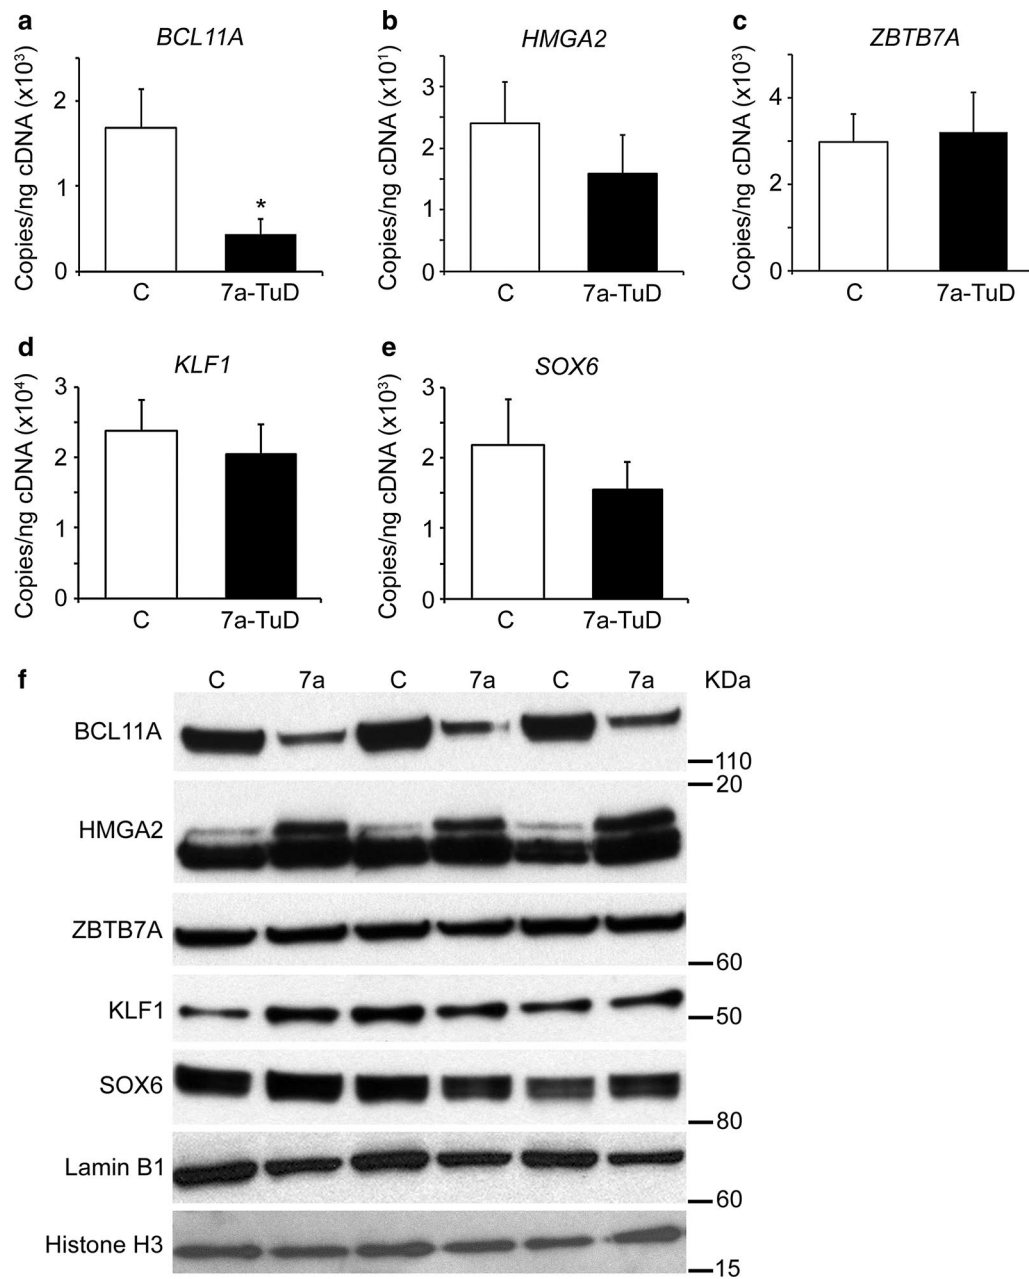 a
BCL11A
Copies/ng cDNA (x10³)
2
1
0
*
C 7a-TuD
b
HMGA2
Copies/ng cDNA (x10¹)
3
2
1
0
C 7a-TuD
c
ZBTB7A
Copies/ng cDNA (x10³)
4
2
0
C 7a-TuD
d
KLF1
Copies/ng cDNA (x10⁴)
3
2
1
0
C 7a-TuD
e
SOX6
Copies/ng cDNA (x10³)
3
2
1
0
C 7a-TuD
f
C 7a C 7a C 7a KDa
BCL11A
110
20
HMGA2
ZBTB7A
60
KLF1
50
SOX6
80
Lamin B1
60
Histone H3
15